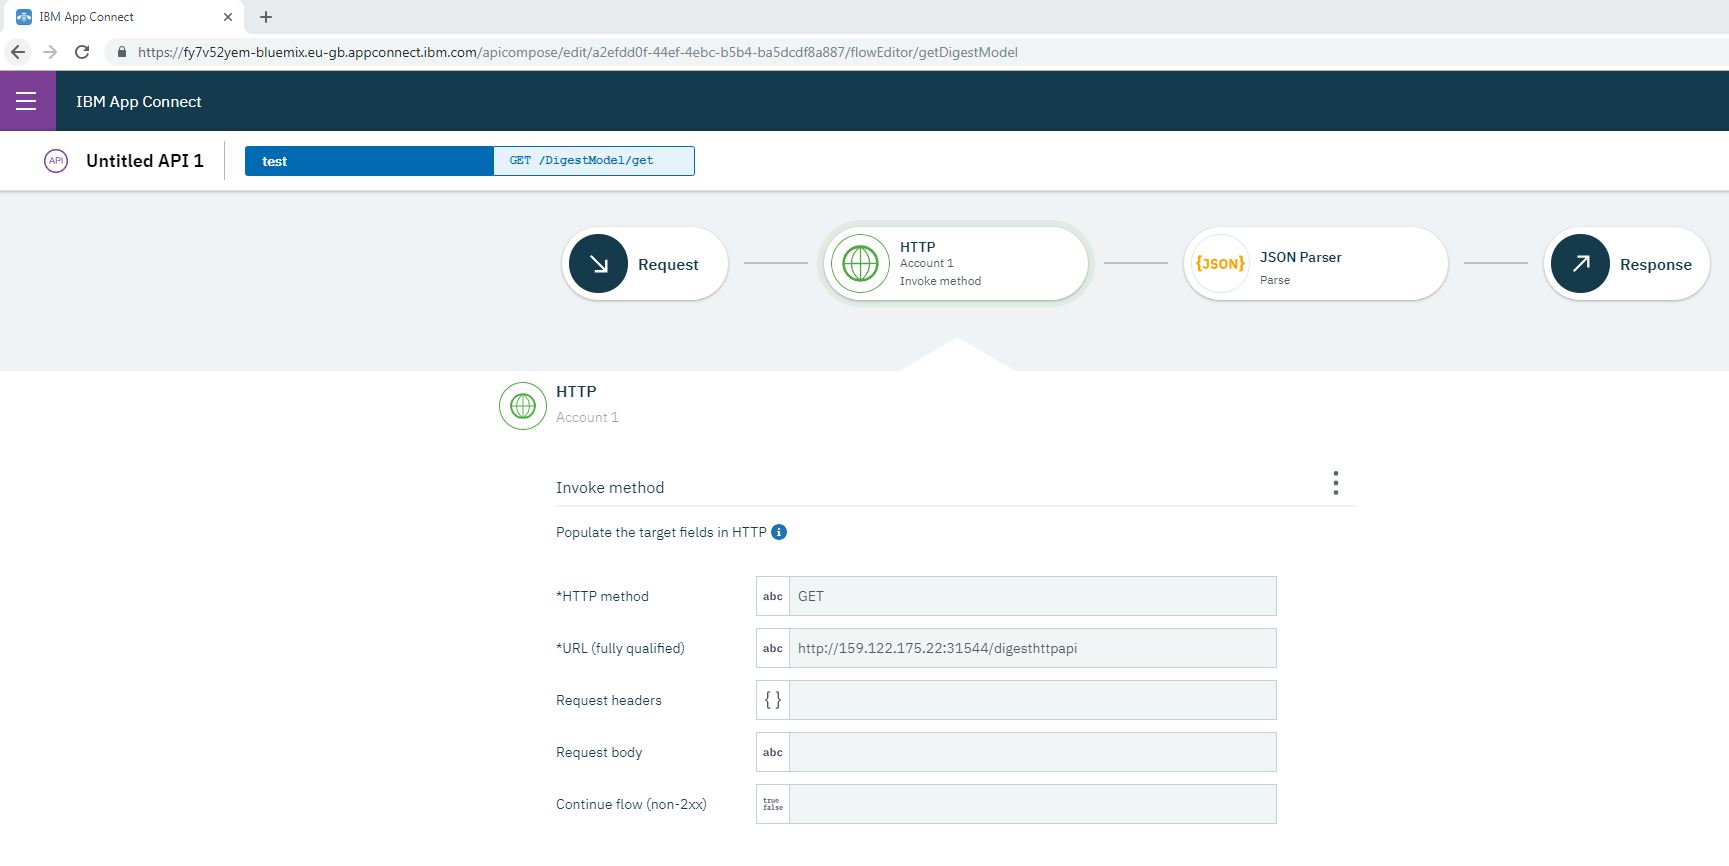 IBM App Connect
https://fy7v52yem-bluemix.eu-gb.appconnect.ibm.com/apicompose/edit/a2efdd0f-44ef-4ebc-b5b4-ba5dcdf8a887/flowEditor/getDigestModel
IBM App Connect
API
Untitled API 1
test
GET /DigestModel/get
Request
HTTP
Account 1
Invoke method
{JSON}
JSON Parser
Parse
Response
HTTP
Account 1
Invoke method
Populate the target fields in HTTP i
*HTTP method
abc
GET
*URL (fully qualified)
abc
http://159.122.175.22:31544/digesthttpapi
Request headers
{ }
Request body
abc
Continue flow (non-2xx)
true
false